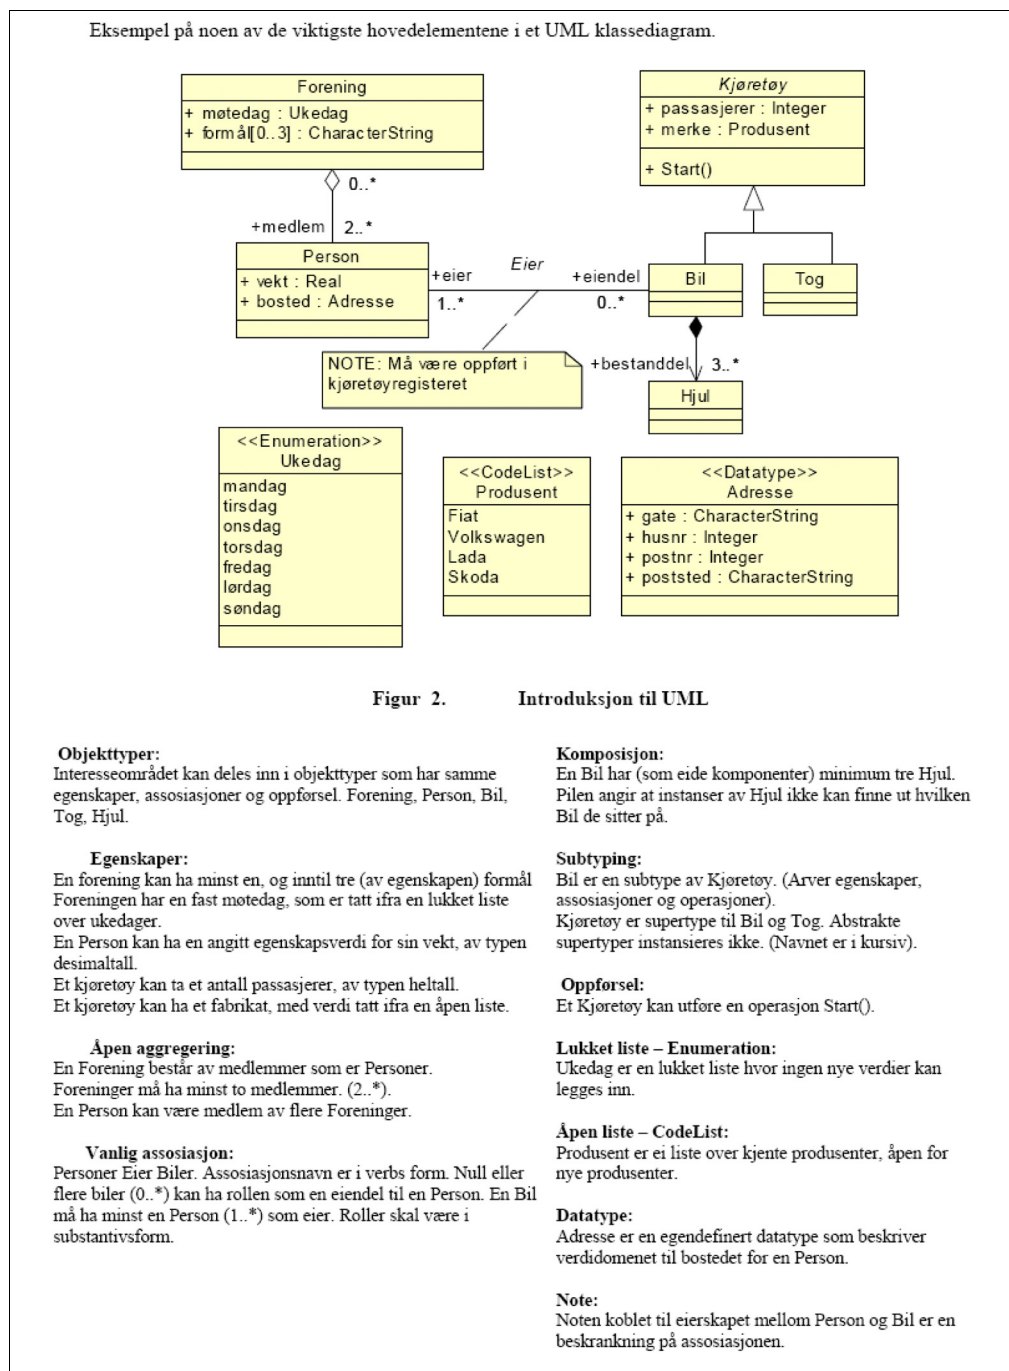 Eksempel på noen av de viktigste hovedelementene i et UML klassediagram.
Forening
+ møtedag : Ukedag
+ formål[0..3] : CharacterString
Kjøretøy
+ passasjerer : Integer
+ merke : Produsent
+ Start()
0..*
+medlem 2..*
Person
+ vekt : Real
+ bosted : Adresse
+eier
Eier
+eiendel
1..*
0..*
Bil
Tog
NOTE: Må være oppført i
kjøretøyregisteret
+bestanddel 3..*
Hjul
<<Enumeration>>
Ukedag
mandag
tirsdag
onsdag
torsdag
fredag
lørdag
søndag
<<CodeList>>
Produsent
Fiat
Volkswagen
Lada
Skoda
<<Datatype>>
Adresse
+ gate : CharacterString
+ husnr : Integer
+ postnr : Integer
+ poststed : CharacterString
Figur 2. Introduksjon til UML
Objekttyper:
Interesseområdet kan deles inn i objekttyper som har samme
egenskaper, assosiasjoner og oppførsel. Forening, Person, Bil,
Tog, Hjul.
Egenskaper:
En forening kan ha minst en, og inntil tre (av egenskapen) formål
Foreningen har en fast møtedag, som er tatt ifra en lukket liste
over ukedager.
En Person kan ha en angitt egenskapsverdi for sin vekt, av typen
desimaltall.
Et kjøretøy kan ta et antall passasjerer, av typen heltall.
Et kjøretøy kan ha et fabrikat, med verdi tatt ifra en åpen liste.
Åpen aggregering:
En Forening består av medlemmer som er Personer.
Foreninger må ha minst to medlemmer. (2..*).
En Person kan være medlem av flere Foreninger.
Vanlig assosiasjon:
Personer Eier Biler. Assosiasjonsnavn er i verbs form. Null eller
flere biler (0..*) kan ha rollen som en eiendel til en Person. En Bil
må ha minst en Person (1..*) som eier. Roller skal være i
substantivsform.
Komposisjon:
En Bil har (som eide komponenter) minimum tre Hjul.
Pilen angir at instanser av Hjul ikke kan finne ut hvilken
Bil de sitter på.
Subtyping:
Bil er en subtype av Kjøretøy. (Arver egenskaper,
assosiasjoner og operasjoner).
Kjøretøy er supertype til Bil og Tog. Abstrakte
supertyper instansieres ikke. (Navnet er i kursiv).
Oppførsel:
Et Kjøretøy kan utføre en operasjon Start().
Lukket liste – Enumeration:
Ukedag er en lukket liste hvor ingen nye verdier kan
legges inn.
Åpen liste – CodeList:
Produsent er ei liste over kjente produsenter, åpen for
nye produsenter.
Datatype:
Adresse er en egendefinert datatype som beskriver
verdidomenet til bostedet for en Person.
Note:
Noten koblet til eierskapet mellom Person og Bil er en
beskrankning på assosiasjonen.